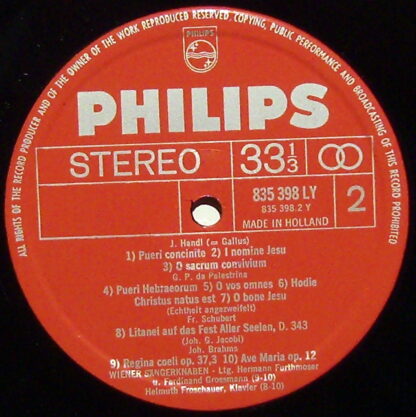 ALL RIGHTS OF THE RECORD PRODUCER AND OF THE OWNER OF THE WORK REPRODUCED RESERVED. COPYING, PUBLIC PERFORMANCE AND BROADCASTING OF THIS RECORD PROHIBITED
PHILIPS
PHILIPS
STEREO 33 1/3
835 398 LY
835 398.2 Y
MADE IN HOLLAND
2
J. Handl (en Gallus)
1) Pueri concinite 2) I nomine Jesu
3) O sacrum convivium
G. P. da Palestrina
4) Pueri Hebraeorum 5) O vos omnes 6) Hodie
Christus natus est 7) O bone Jesu
(Echtheit angezweifelt)
Fr. Schubert
8) Litanei auf das Fest Aller Seelen, D. 343
(Joh. G. Jacobi)
Joh. Brahms
9) Regina coeli op. 37,3 10) Ave Maria op. 12
WIENER SÄNGERKNABEN - Ltg. Hermann Furthmoser
u. Ferdinand Grossmann (9-10)
Helmuth Froschauer, Klavier (8-10)